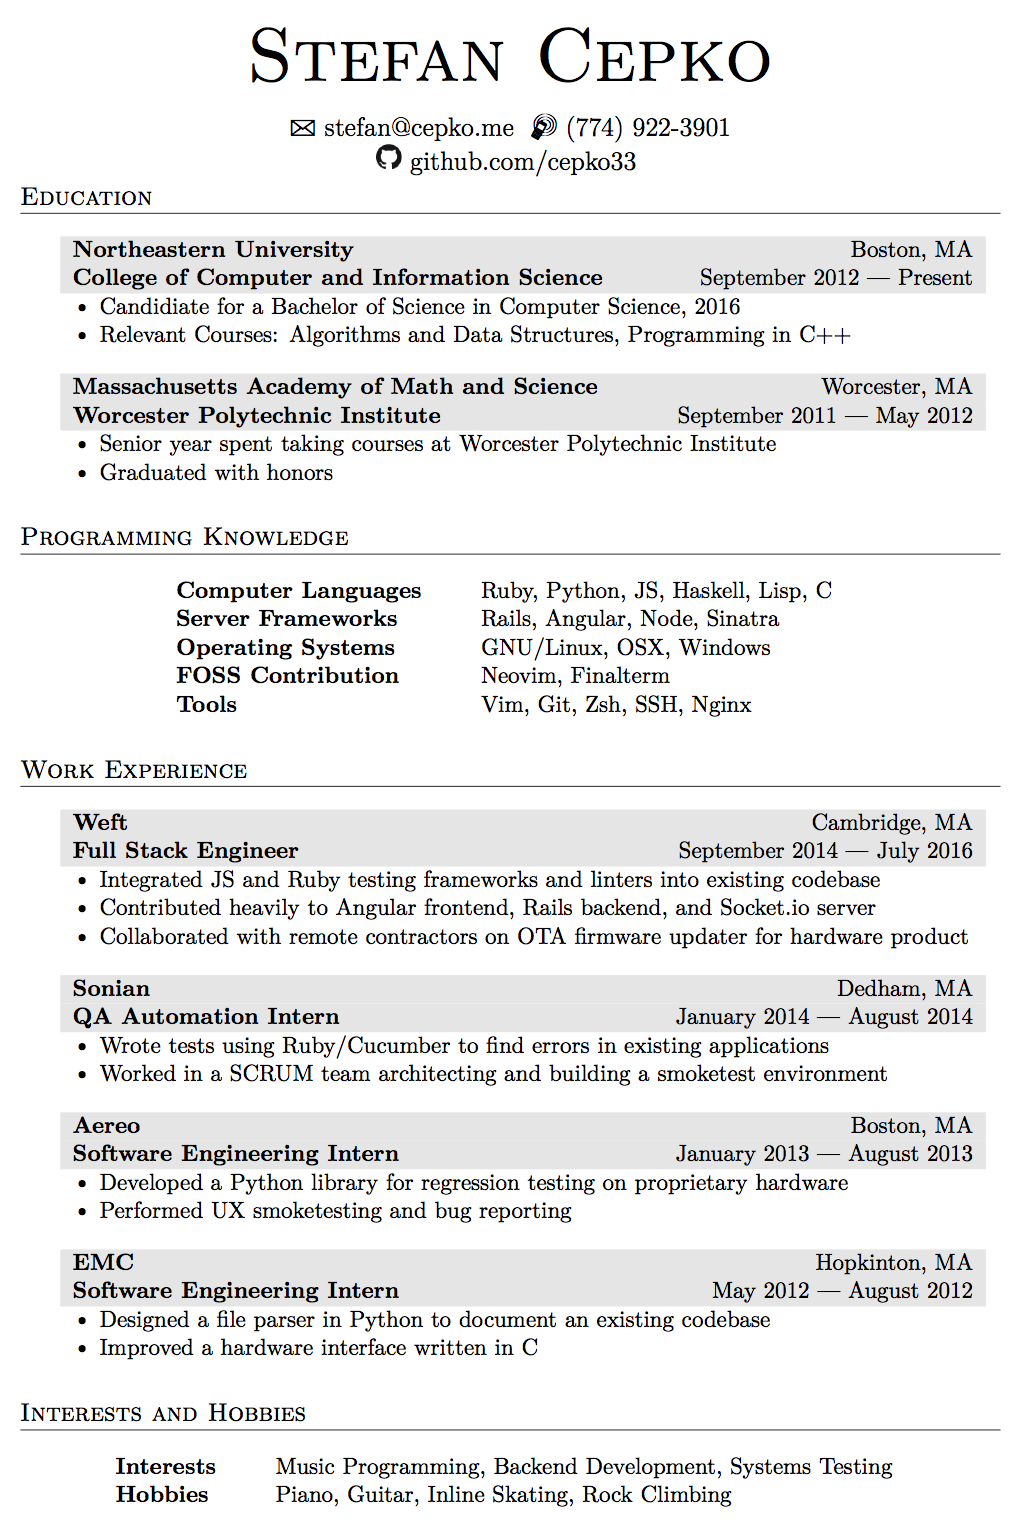 Stefan Cepko
stefan@cepko.me (774) 922-3901
github.com/cepko33
Education
Northeastern University Boston, MA
College of Computer and Information Science September 2012 — Present
• Candidiate for a Bachelor of Science in Computer Science, 2016
• Relevant Courses: Algorithms and Data Structures, Programming in C++
Massachusetts Academy of Math and Science Worcester, MA
Worcester Polytechnic Institute September 2011 — May 2012
• Senior year spent taking courses at Worcester Polytechnic Institute
• Graduated with honors
Programming Knowledge
Computer Languages Ruby, Python, JS, Haskell, Lisp, C
Server Frameworks Rails, Angular, Node, Sinatra
Operating Systems GNU/Linux, OSX, Windows
FOSS Contribution Neovim, Finalterm
Tools Vim, Git, Zsh, SSH, Nginx
Work Experience
Weft Cambridge, MA
Full Stack Engineer September 2014 — July 2016
• Integrated JS and Ruby testing frameworks and linters into existing codebase
• Contributed heavily to Angular frontend, Rails backend, and Socket.io server
• Collaborated with remote contractors on OTA firmware updater for hardware product
Sonian Dedham, MA
QA Automation Intern January 2014 — August 2014
• Wrote tests using Ruby/Cucumber to find errors in existing applications
• Worked in a SCRUM team architecting and building a smoketest environment
Aereo Boston, MA
Software Engineering Intern January 2013 — August 2013
• Developed a Python library for regression testing on proprietary hardware
• Performed UX smoketesting and bug reporting
EMC Hopkinton, MA
Software Engineering Intern May 2012 — August 2012
• Designed a file parser in Python to document an existing codebase
• Improved a hardware interface written in C
Interests and Hobbies
Interests Music Programming, Backend Development, Systems Testing
Hobbies Piano, Guitar, Inline Skating, Rock Climbing